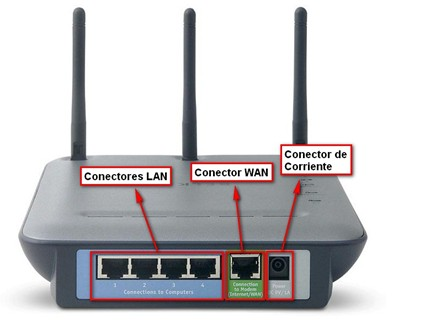 Conectores LAN
Conector WAN
Conector de
Corriente
1 2 3 4
Connections to Computers
Connection
to Modem
(Internet/WAN)
Power